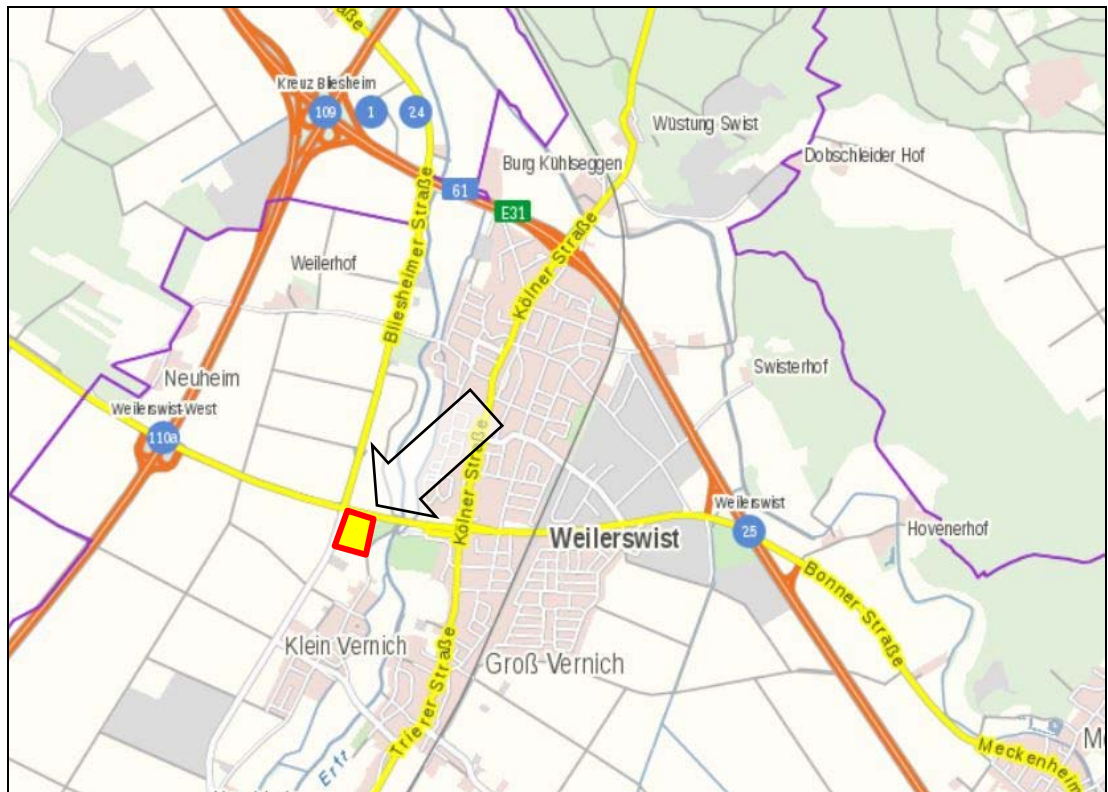 aße
Kreuz Bliesheim
109
1
24
Wüstung Swist
Dobschleider Hof
Burg Kühlseggen
61
E31
Bliesheimer Straße
Kölner Straße
Weilerhof
Neuheim
Swisterhof
Weilerswist-West
110a
Kölner Straße
Weilerswist
25
Hovenerhof
Weilerswist
Bonner Straße
Klein Vernich
Groß Vernich
Trierer Straße
Erft
Meckenheim